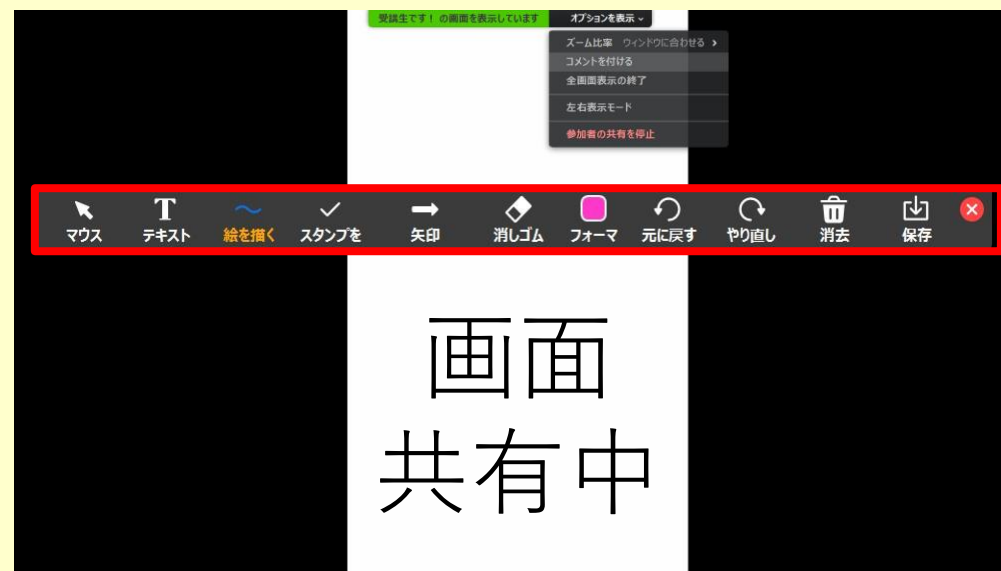 受講生です! の画面を表示しています オプションを表示
ズーム比率 ウィンドウに合わせる
コメントを付ける
全画面表示の終了
左右表示モード
参加者の共有を停止
マウス テキスト 絵を描く スタンプを 矢印 消しゴム フォーマ 元に戻す やり直し 消去 保存
画面
共有中